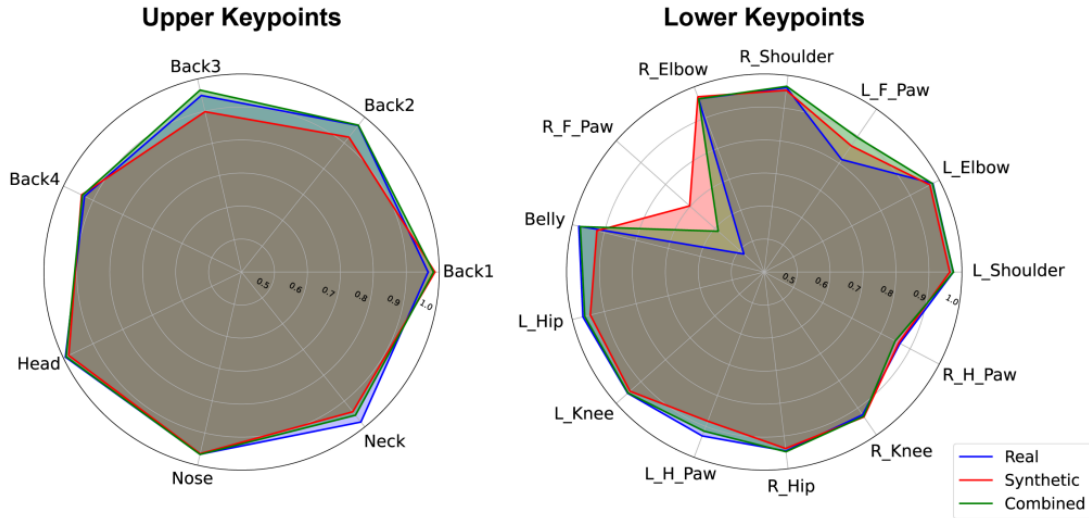 Upper Keypoints
Lower Keypoints
Back3
Back2
Back4
Back1
0.5
0.6
0.7
0.8
0.9
1.0
Head
Neck
Nose
R_Shoulder
R_Elbow
L_F_Paw
R_F_Paw
L_Elbow
Belly
L_Shoulder
0.5
0.6
0.7
0.8
0.9
1.0
L_Hip
R_H_Paw
L_Knee
R_Knee
L_H_Paw
R_Hip
Real
Synthetic
Combined